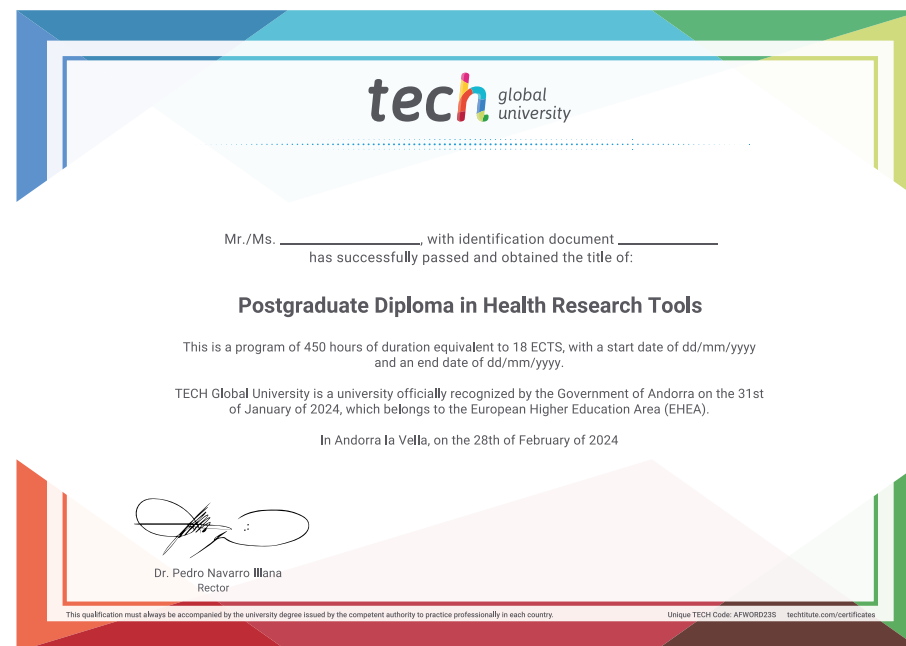 tech global university
Mr./Ms. ____________________, with identification document ______________
has successfully passed and obtained the title of:
Postgraduate Diploma in Health Research Tools
This is a program of 450 hours of duration equivalent to 18 ECTS, with a start date of dd/mm/yyyy
and an end date of dd/mm/yyyy.
TECH Global University is a university officially recognized by the Government of Andorra on the 31st
of January of 2024, which belongs to the European Higher Education Area (EHEA).
In Andorra la Vella, on the 28th of February of 2024
Dr. Pedro Navarro Illana
Rector
This qualification must always be accompanied by the university degree issued by the competent authority to practice professionally in each country.
Unique TECH Code: AFWORD23S techtitute.com/certificates